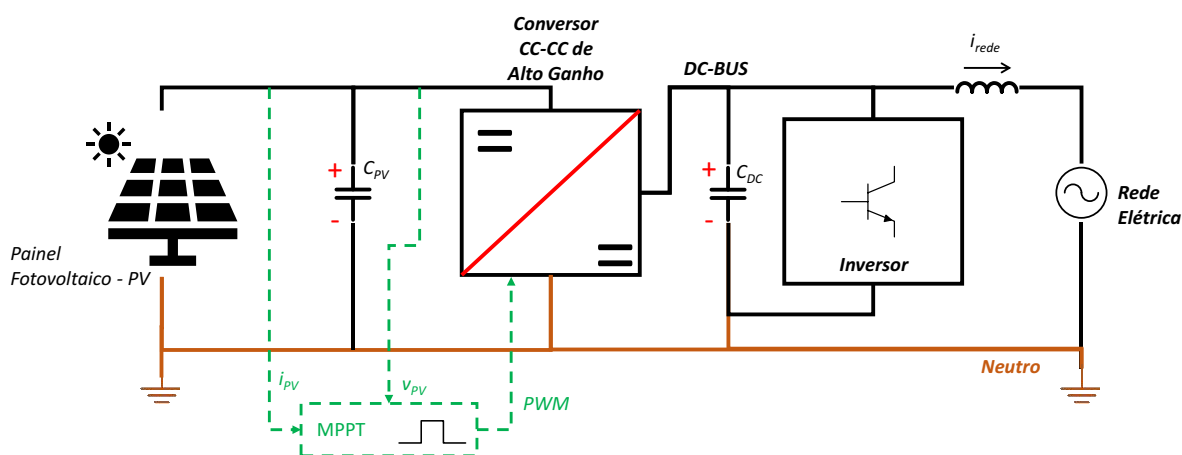 Conversor
CC-CC de
Alto Ganho
DC-BUS
i_rede
+
C_PV
-
+
C_DC
-
Rede
Elétrica
Painel
Fotovoltaico - PV
Inversor
Neutro
i_PV
v_PV
PWM
MPPT